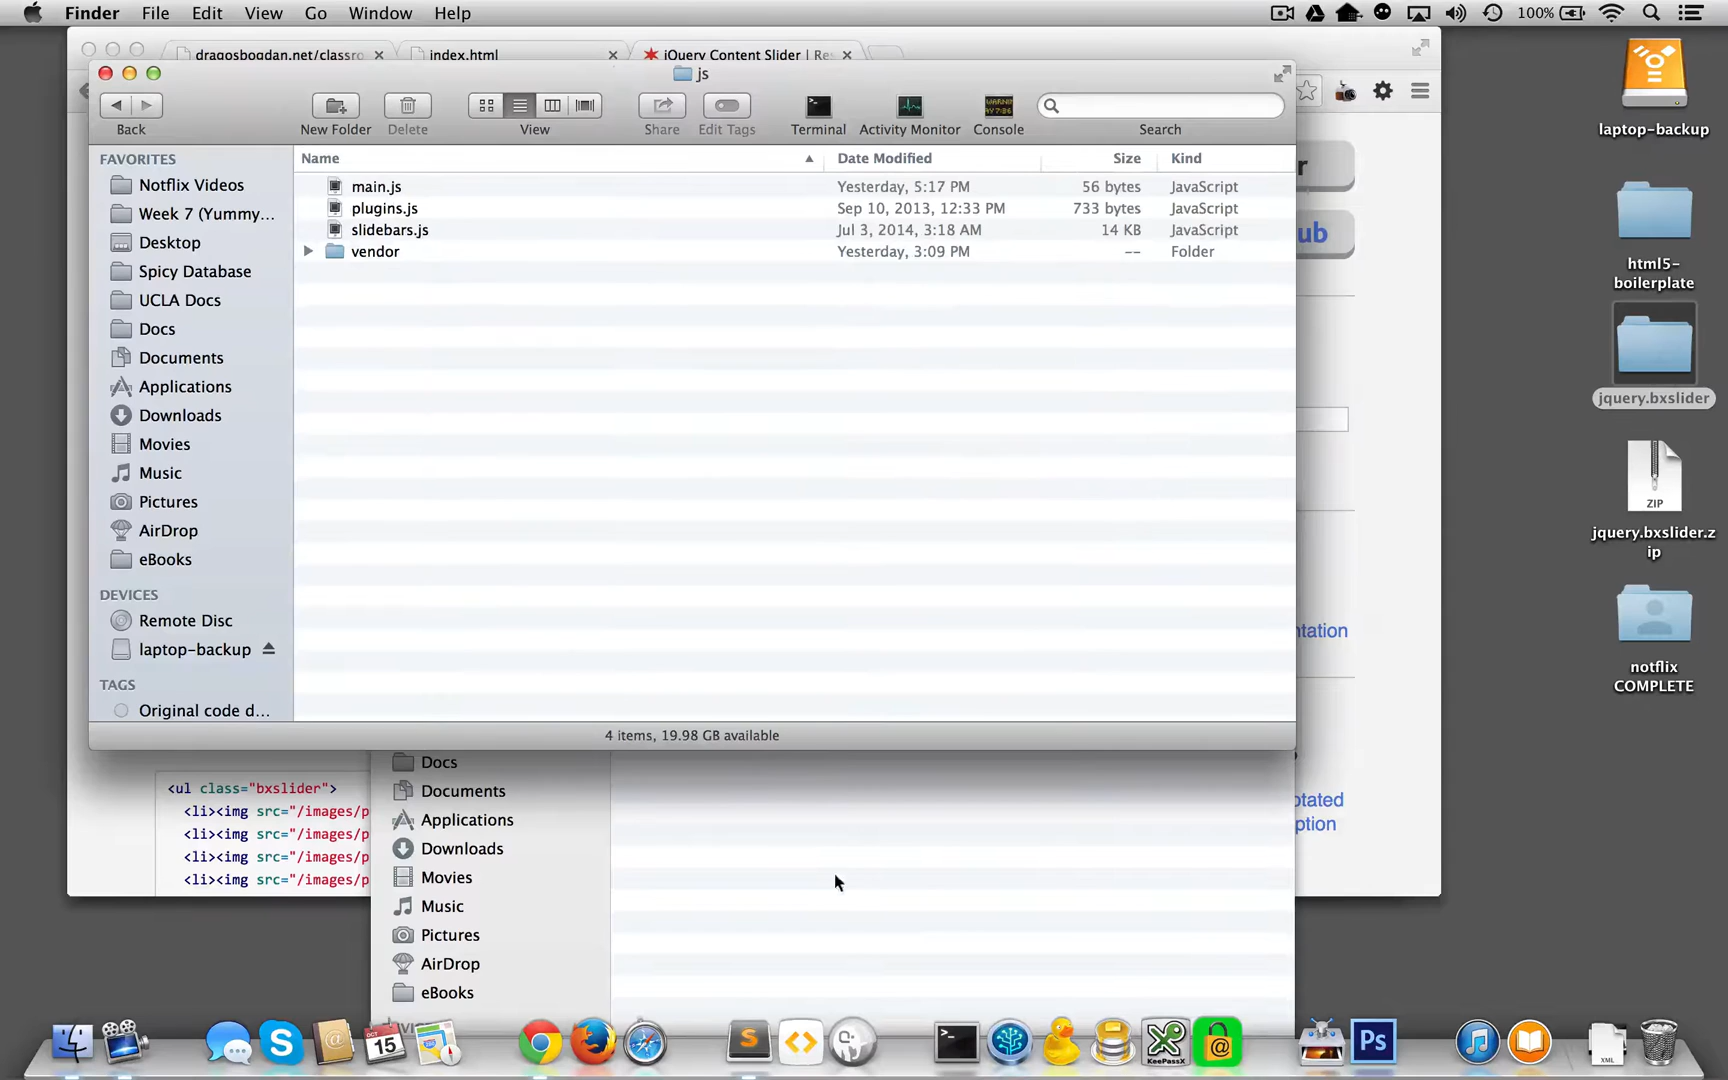 Finder File Edit View Go Window Help 100%
dragosbogdan.net/classro index.html jQuery Content Slider | Res
js
Back New Folder Delete View Share Edit Tags Terminal Activity Monitor Console Search
FAVORITES
Notflix Videos
Week 7 (Yummy...
Desktop
Spicy Database
UCLA Docs
Docs
Documents
Applications
Downloads
Movies
Music
Pictures
AirDrop
eBooks
DEVICES
Remote Disc
laptop-backup
TAGS
Original code d...
Name Date Modified Size Kind
main.js Yesterday, 5:17 PM 56 bytes JavaScript
plugins.js Sep 10, 2013, 12:33 PM 733 bytes JavaScript
slidebars.js Jul 3, 2014, 3:18 AM 14 KB JavaScript
vendor Yesterday, 3:09 PM -- Folder
4 items, 19.98 GB available
r
ub
ntation
otated
ption
<ul class="bxslider">
<li><img src="/images/p
<li><img src="/images/p
<li><img src="/images/p
<li><img src="/images/p
Docs
Documents
Applications
Downloads
Movies
Music
Pictures
AirDrop
eBooks
laptop-backup
html5-
boilerplate
jquery.bxslider
ZIP
jquery.bxslider.z
ip
notflix
COMPLETE
OCT
15
KeePassX
Ps
XML